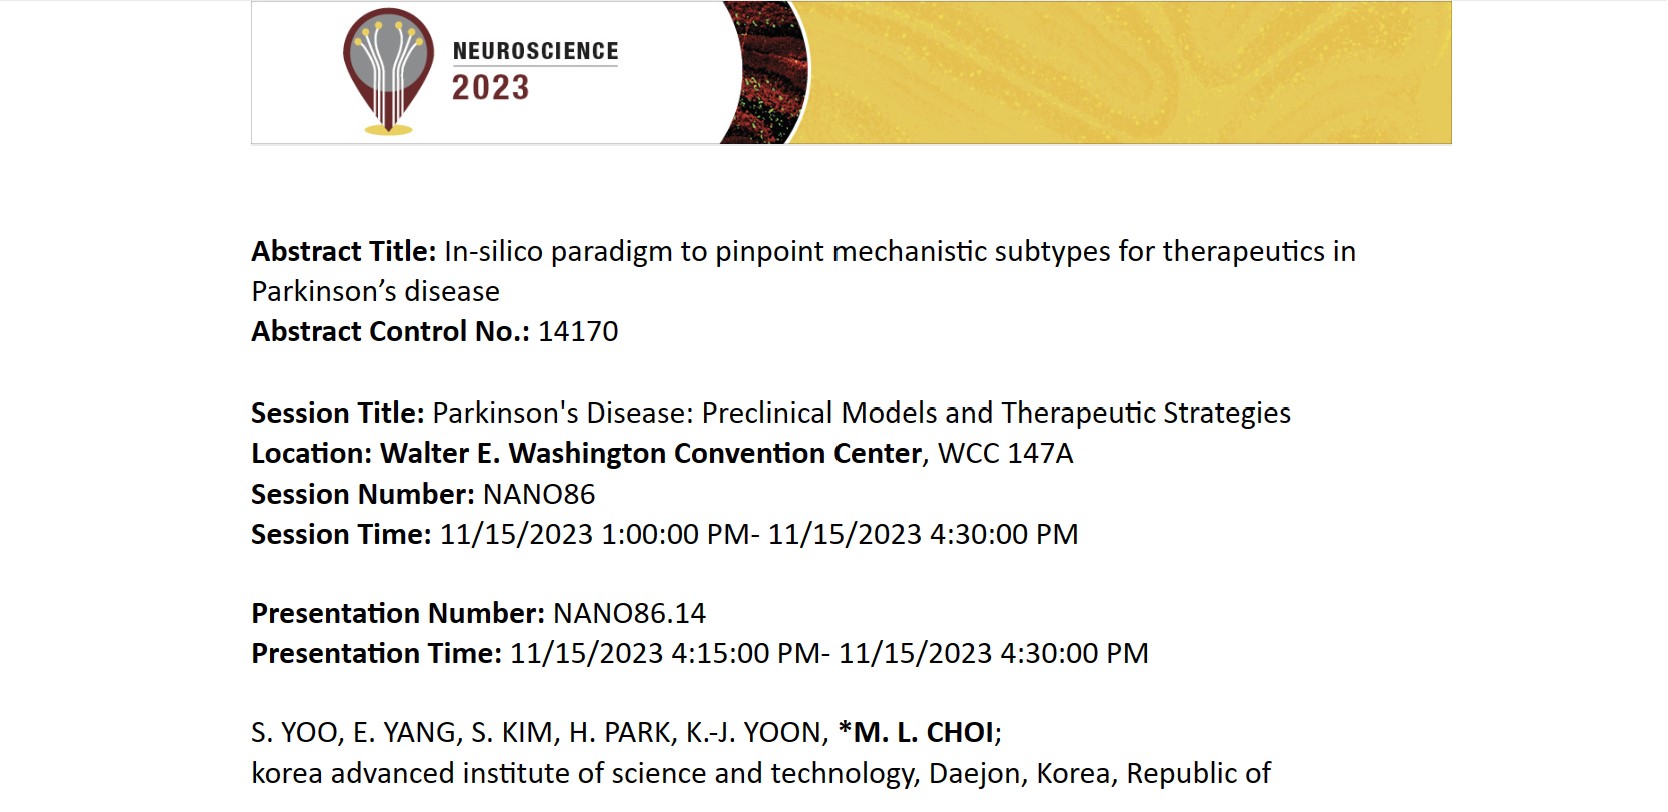 NEUROSCIENCE
2023
Abstract Title: In-silico paradigm to pinpoint mechanistic subtypes for therapeutics in
Parkinson’s disease
Abstract Control No.: 14170
Session Title: Parkinson's Disease: Preclinical Models and Therapeutic Strategies
Location: Walter E. Washington Convention Center, WCC 147A
Session Number: NANO86
Session Time: 11/15/2023 1:00:00 PM- 11/15/2023 4:30:00 PM
Presentation Number: NANO86.14
Presentation Time: 11/15/2023 4:15:00 PM- 11/15/2023 4:30:00 PM
S. YOO, E. YANG, S. KIM, H. PARK, K.-J. YOON, *M. L. CHOI;
korea advanced institute of science and technology, Daejon, Korea, Republic of